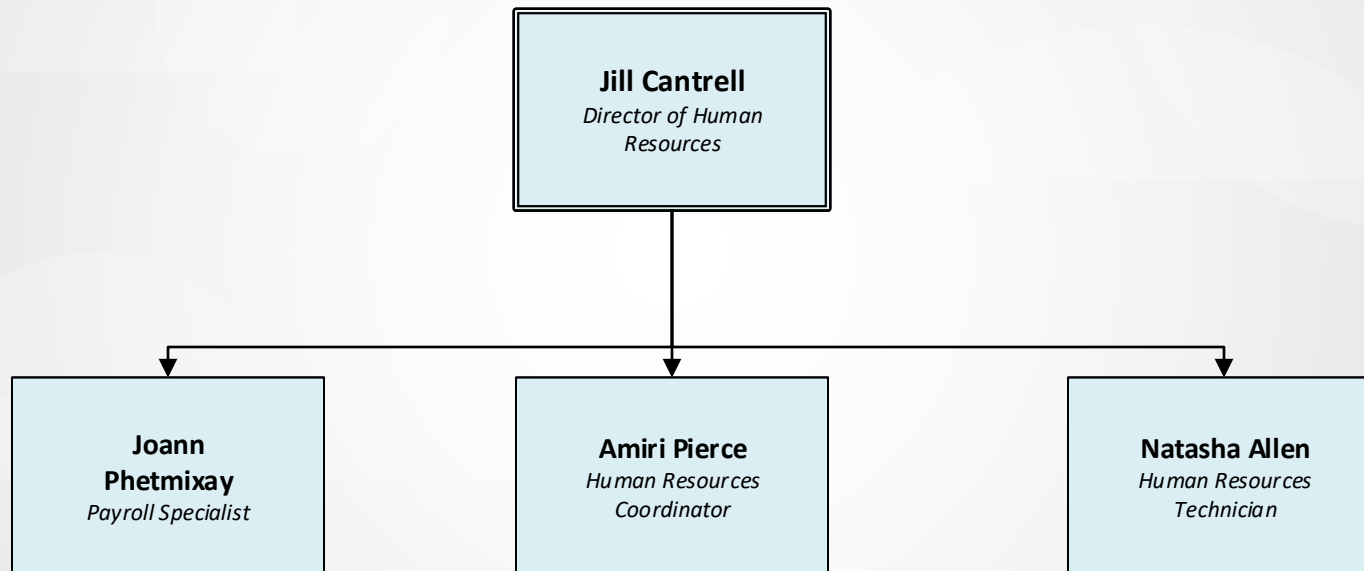 Jill Cantrell
Director of Human
Resources
Joann
Phetmixay
Payroll Specialist
Amiri Pierce
Human Resources
Coordinator
Natasha Allen
Human Resources
Technician